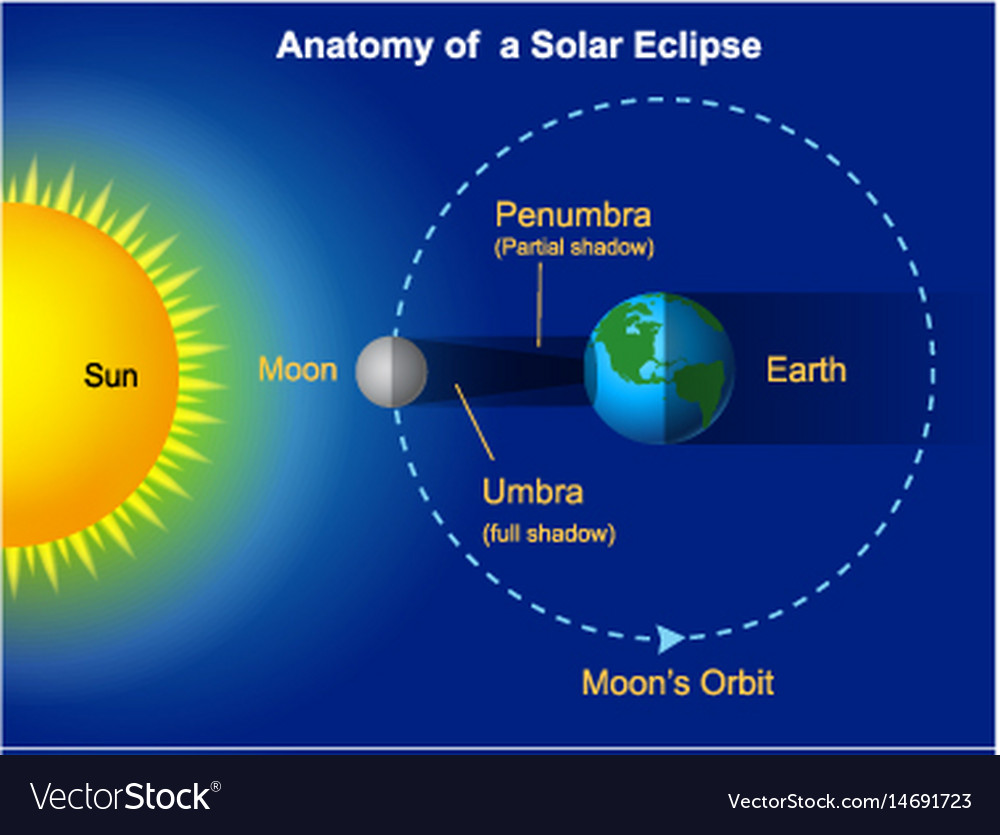 Anatomy of a Solar Eclipse
Penumbra
(Partial shadow)
Sun
Moon
Earth
Umbra
(full shadow)
Moon's Orbit
VectorStock®
VectorStock.com/14691723